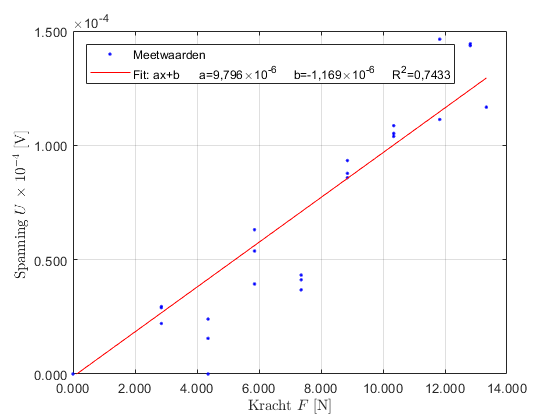 ×10⁻⁴
1.500
Meetwaarden
Fit: ax+b a=9,796×10⁻⁶ b=-1,169×10⁻⁶ R²=0,7433
1.000
0.500
0.000
Spanning U × 10⁻⁴ [V]
0.000 2.000 4.000 6.000 8.000 10.000 12.000 14.000
Kracht F [N]